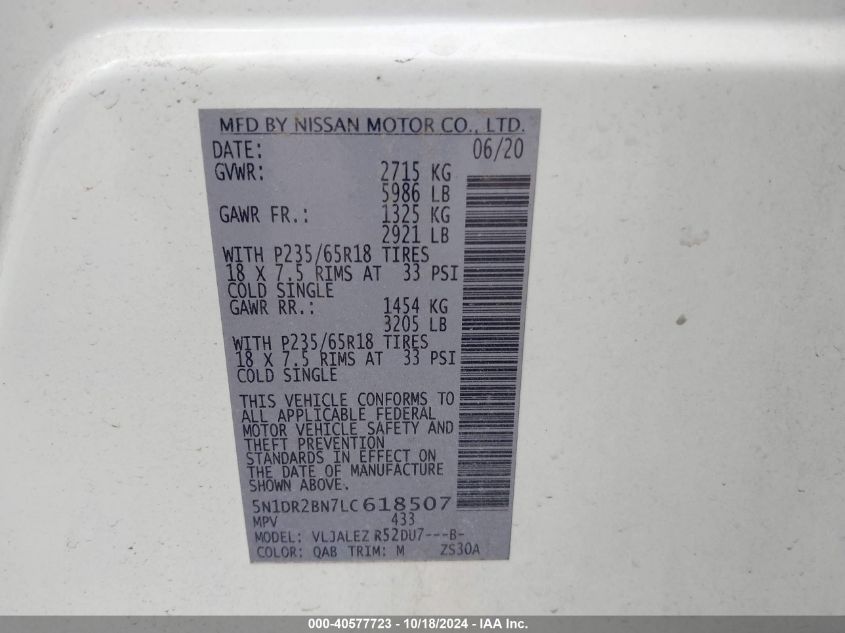 MFD BY NISSAN MOTOR CO., LTD.
DATE: 06/20
GVWR: 2715 KG
5986 LB
GAWR FR.: 1325 KG
2921 LB
WITH P235/65R18 TIRES
18 X 7.5 RIMS AT 33 PSI
COLD SINGLE
GAWR RR.: 1454 KG
3205 LB
WITH P235/65R18 TIRES
18 X 7.5 RIMS AT 33 PSI
COLD SINGLE
THIS VEHICLE CONFORMS TO
ALL APPLICABLE FEDERAL
MOTOR VEHICLE SAFETY AND
THEFT PREVENTION
STANDARDS IN EFFECT ON
THE DATE OF MANUFACTURE
SHOWN ABOVE.
5N1DR2BN7LC618507
MPV 433
MODEL: VLJALEZ R52DU7---B-
COLOR: QAB TRIM: M ZS30A
000-40577723 - 10/18/2024 - IAA Inc.